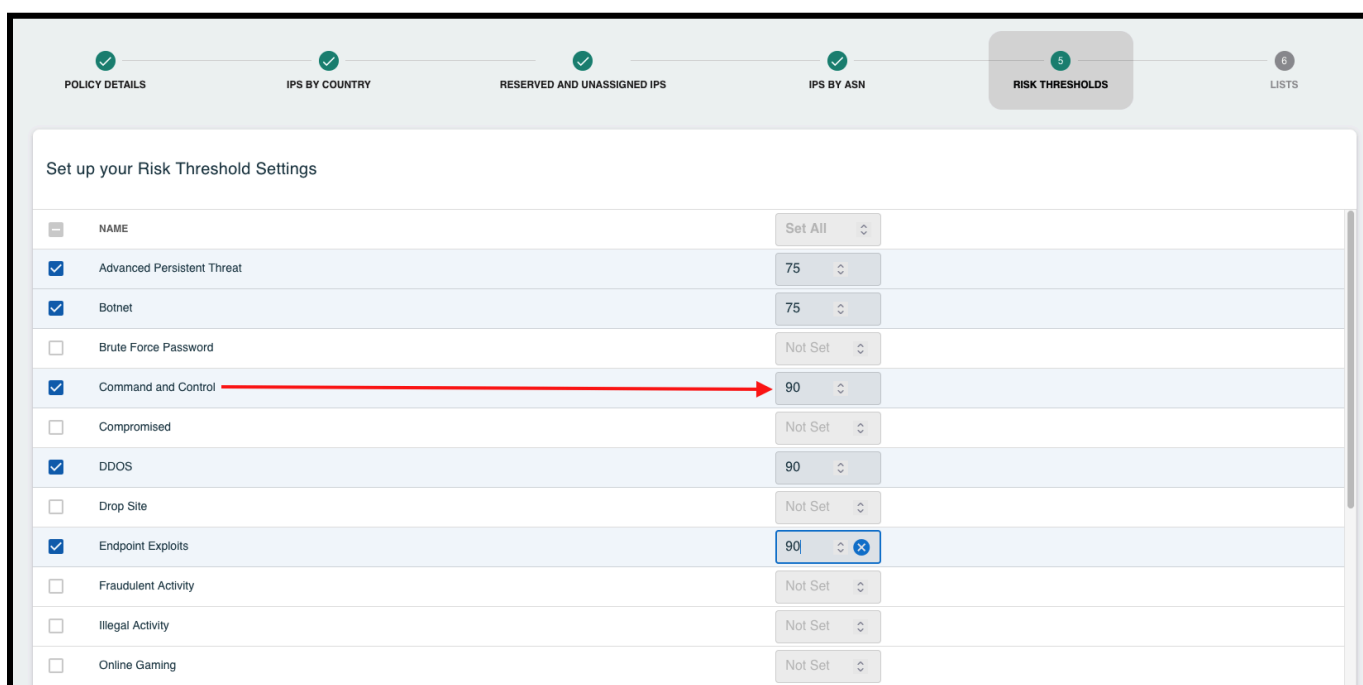 5 6
POLICY DETAILS IPS BY COUNTRY RESERVED AND UNASSIGNED IPS IPS BY ASN RISK THRESHOLDS LISTS
Set up your Risk Threshold Settings
NAME Set All
Advanced Persistent Threat 75
Botnet 75
Brute Force Password Not Set
Command and Control 90
Compromised Not Set
DDOS 90
Drop Site Not Set
Endpoint Exploits 90
Fraudulent Activity Not Set
Illegal Activity Not Set
Online Gaming Not Set